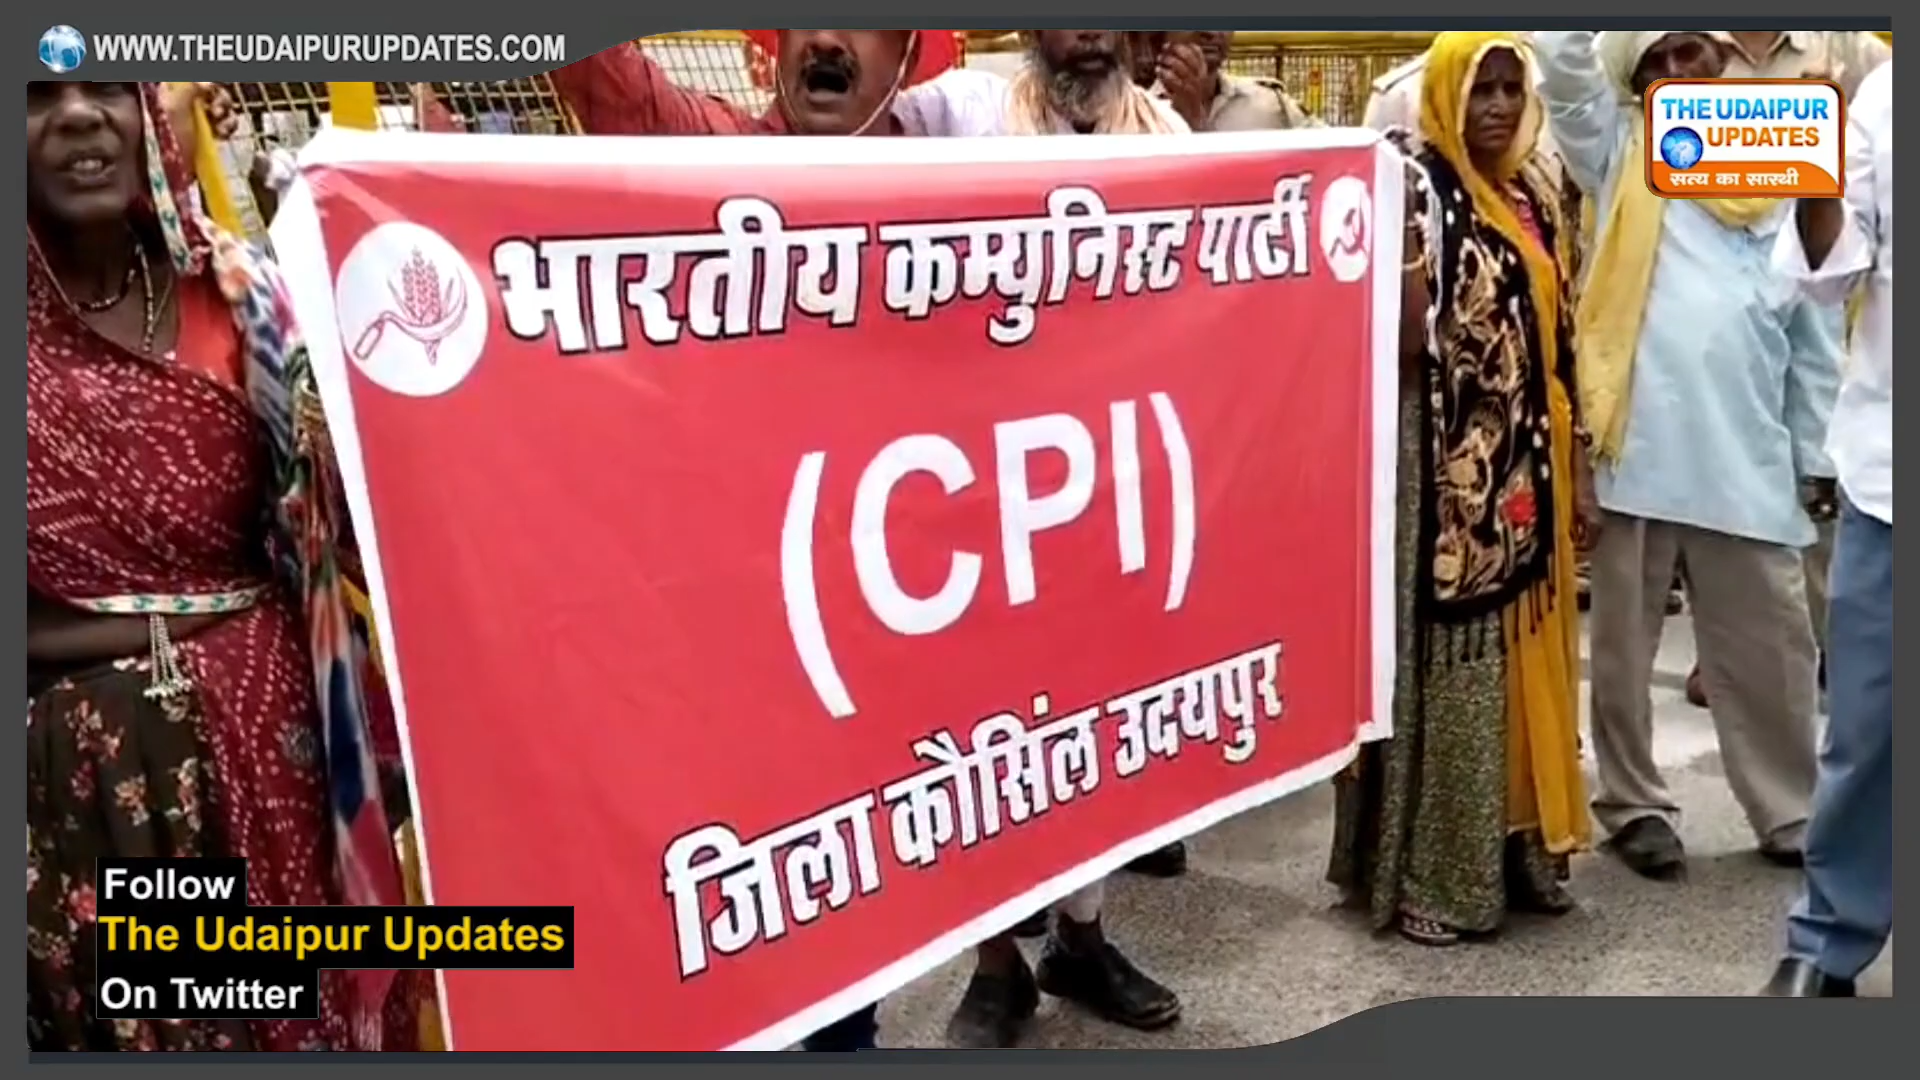 WWW.THEUDAIPURUPDATES.COM
THE UDAIPUR
UPDATES
सत्य का सारथी
भारतीय कम्युनिस्ट पार्टी
(CPI)
जिला कौसिंल उदयपुर
Follow
The Udaipur Updates
On Twitter